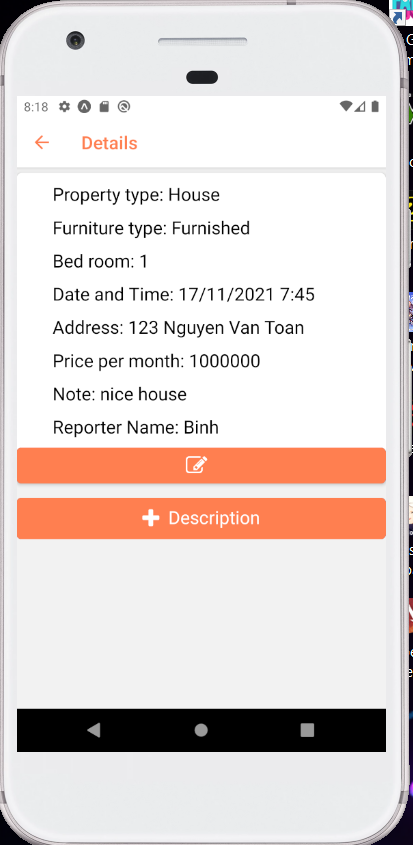 8:18
Details
Property type: House
Furniture type: Furnished
Bed room: 1
Date and Time: 17/11/2021 7:45
Address: 123 Nguyen Van Toan
Price per month: 1000000
Note: nice house
Reporter Name: Binh
Description